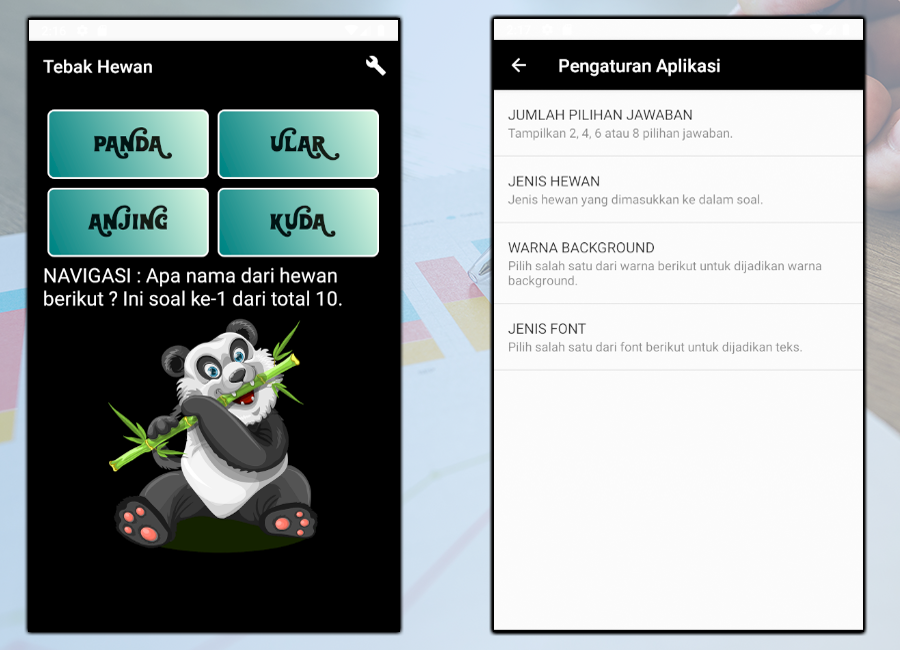 Tebak Hewan
PANDA
ULAR
ANJING
KUDA
NAVIGASI : Apa nama dari hewan
berikut ? Ini soal ke-1 dari total 10.
Pengaturan Aplikasi
JUMLAH PILIHAN JAWABAN
Tampilkan 2, 4, 6 atau 8 pilihan jawaban.
JENIS HEWAN
Jenis hewan yang dimasukkan ke dalam soal.
WARNA BACKGROUND
Pilih salah satu dari warna berikut untuk dijadikan warna
background.
JENIS FONT
Pilih salah satu dari font berikut untuk dijadikan teks.